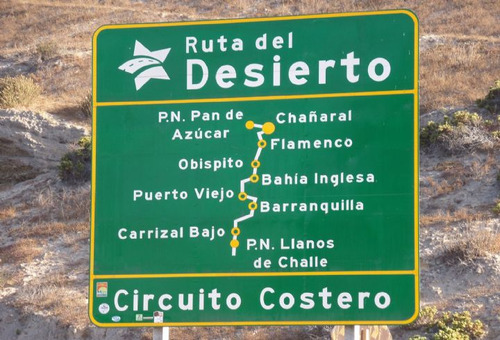 Ruta del
Desierto
P.N. Pan de
Azúcar
Chañaral
Flamenco
Obispito
Bahía Inglesa
Puerto Viejo
Barranquilla
Carrizal Bajo
P.N. Llanos
de Challe
Circuito Costero